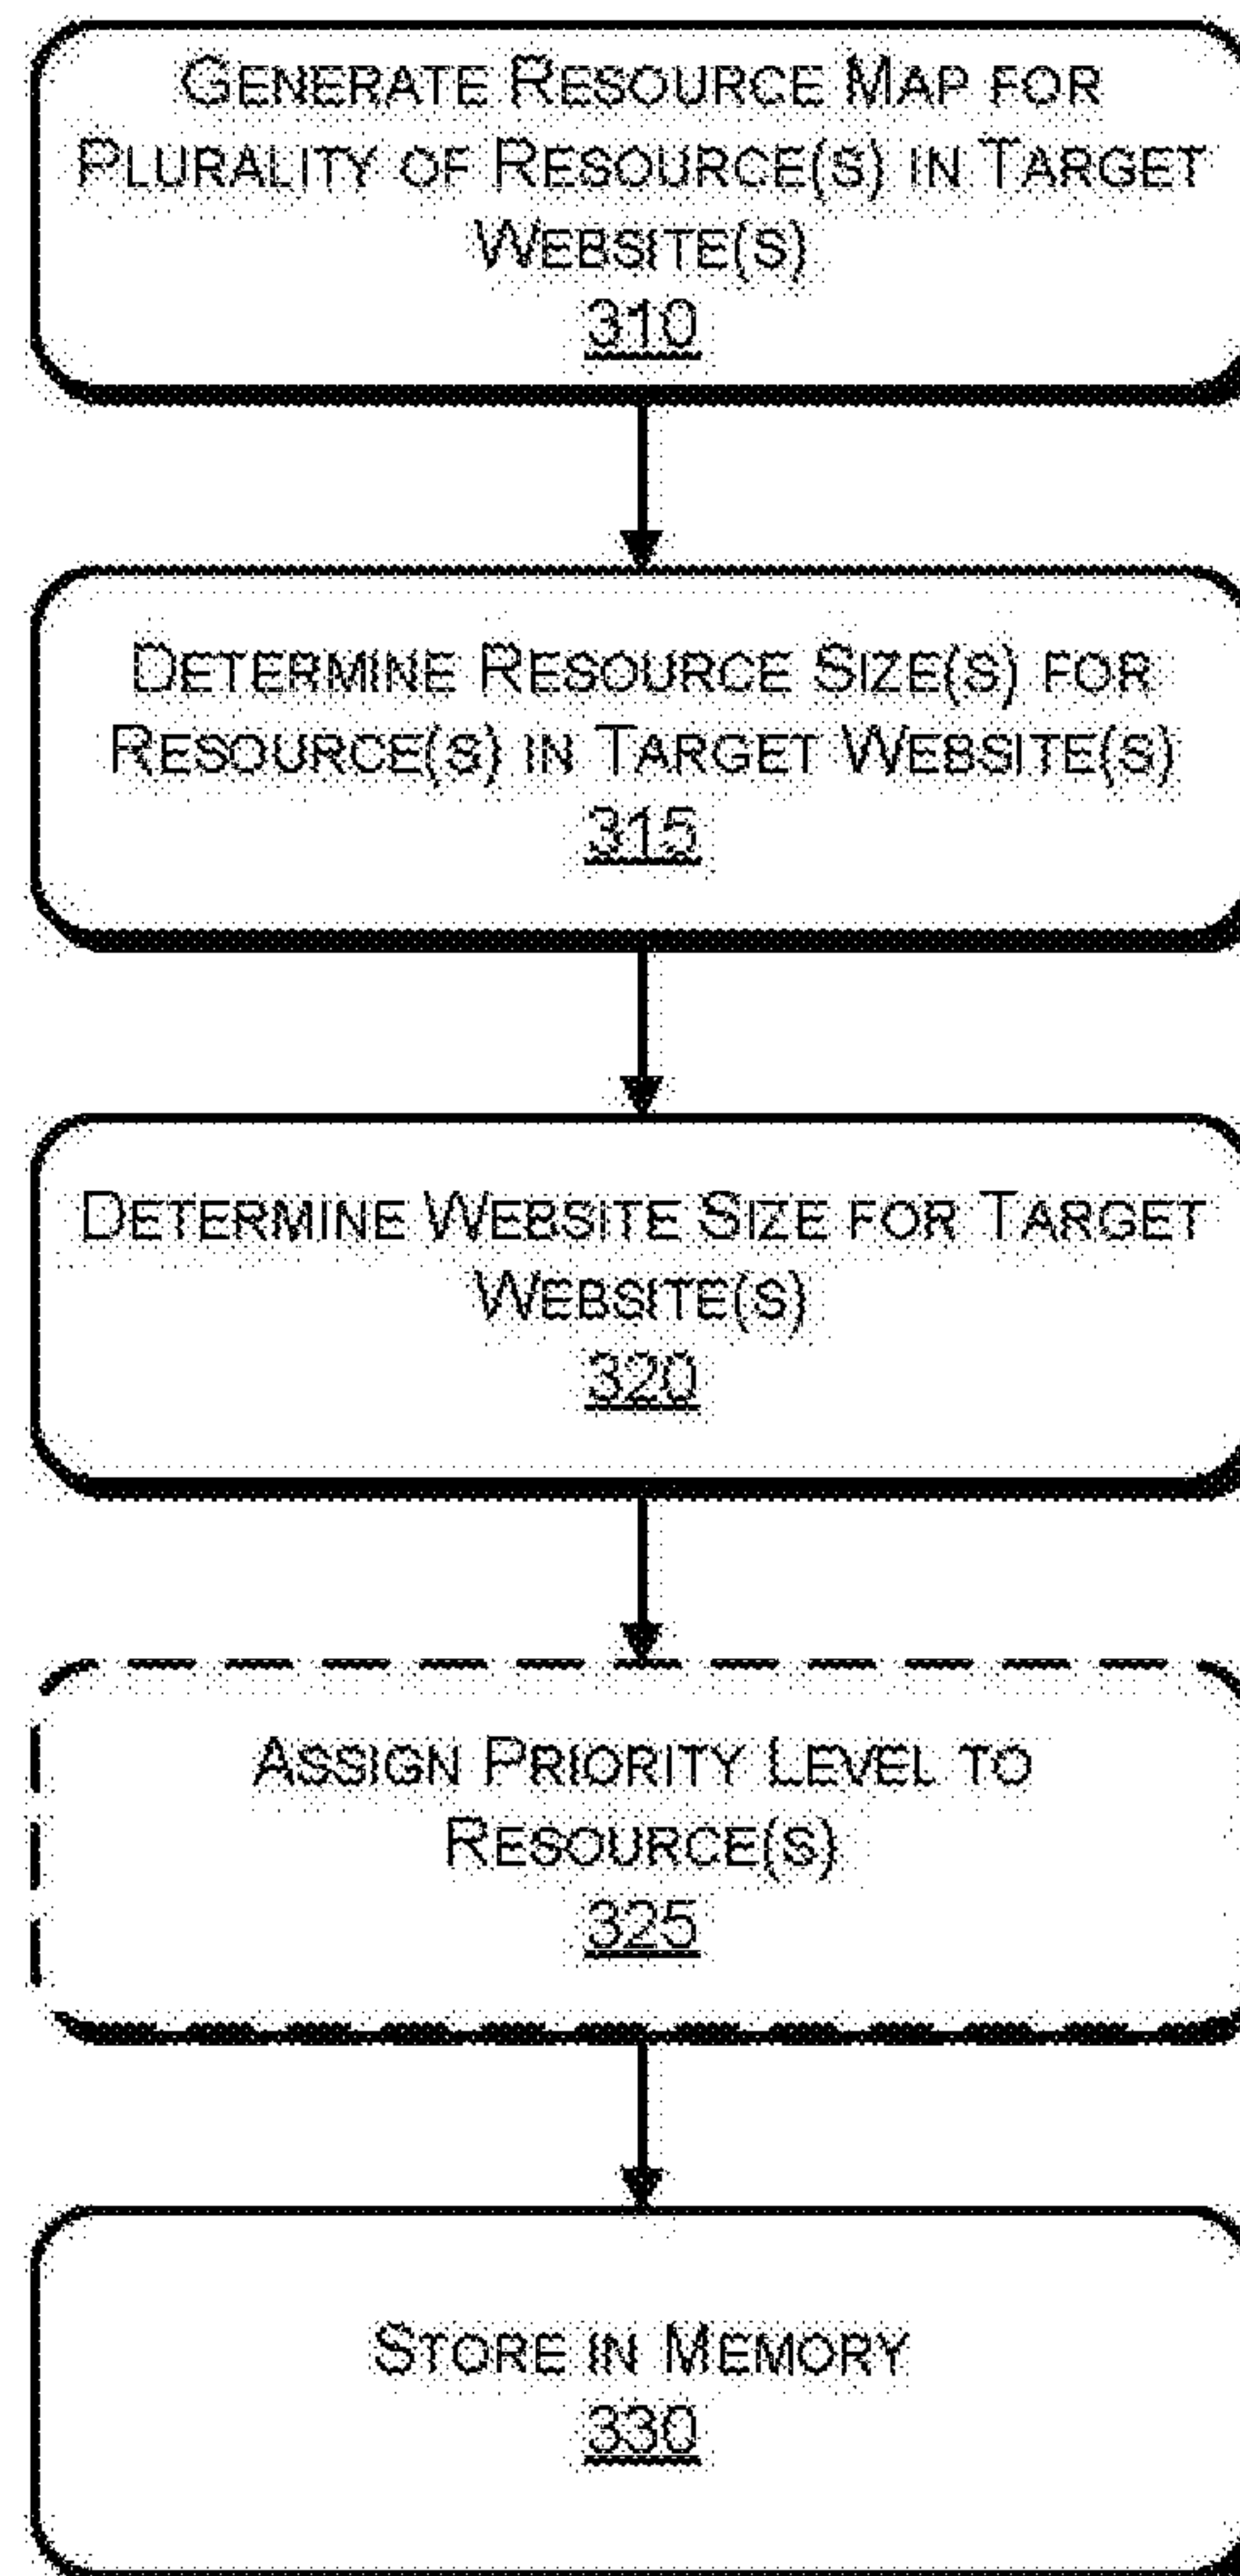 GENERATE RESOURCE MAP FOR
PLURALITY OF RESOURCE(S) IN TARGET
WEBSITE(S)
310
DETERMINE RESOURCE SIZE(S) FOR
RESOURCE(S) IN TARGET WEBSITE(S)
315
DETERMINE WEBSITE SIZE FOR TARGET
WEBSITE(S)
320
ASSIGN PRIORITY LEVEL TO
RESOURCE(S)
325
STORE IN MEMORY
330